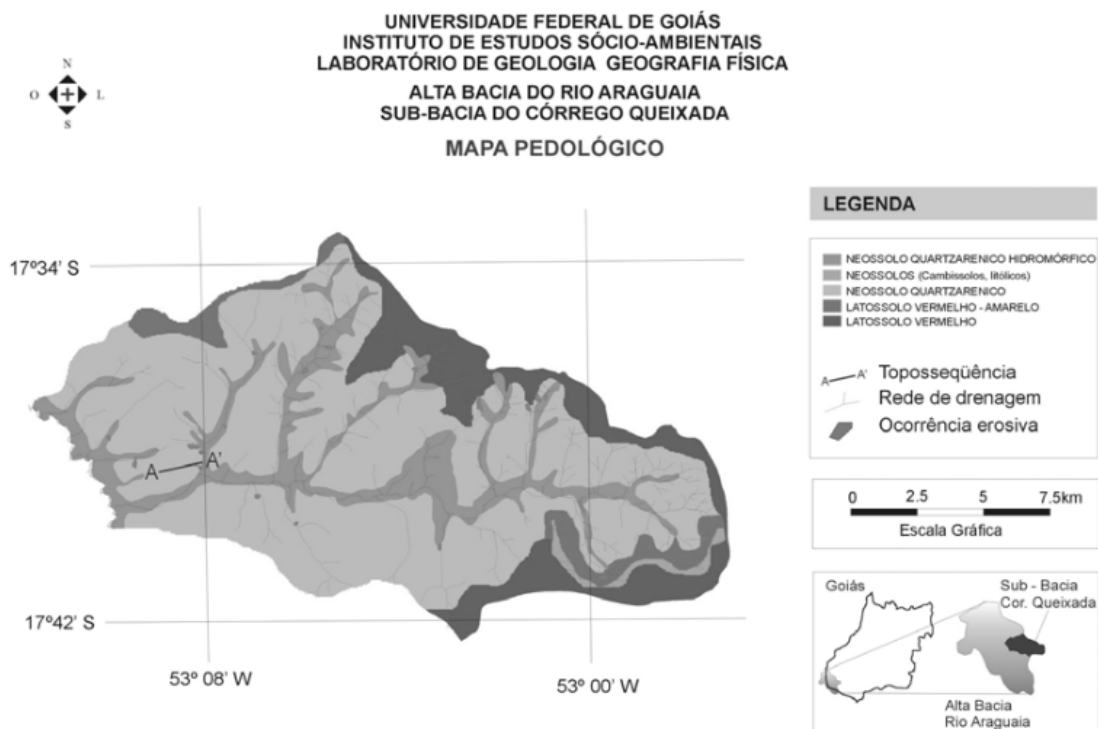 UNIVERSIDADE FEDERAL DE GOIÁS
INSTITUTO DE ESTUDOS SÓCIO-AMBIENTAIS
LABORATÓRIO DE GEOLOGIA GEOGRAFIA FÍSICA
ALTA BACIA DO RIO ARAGUAIA
SUB-BACIA DO CÓRREGO QUEIXADA
MAPA PEDOLÓGICO
N
O L
S
17º34' S
17º42' S
53º 08' W
53º 00' W
A
A'
LEGENDA
NEOSSOLO QUARTZARENICO HIDROMÓRFICO
NEOSSOLOS (Cambissolos, litólicos)
NEOSSOLO QUARTZARENICO
LATOSSOLO VERMELHO - AMARELO
LATOSSOLO VERMELHO
A A' Toposseqüência
Rede de drenagem
Ocorrência erosiva
0 2.5 5 7.5km
Escala Gráfica
Goiás
Sub - Bacia
Cor. Queixada
Alta Bacia
Rio Araguaia